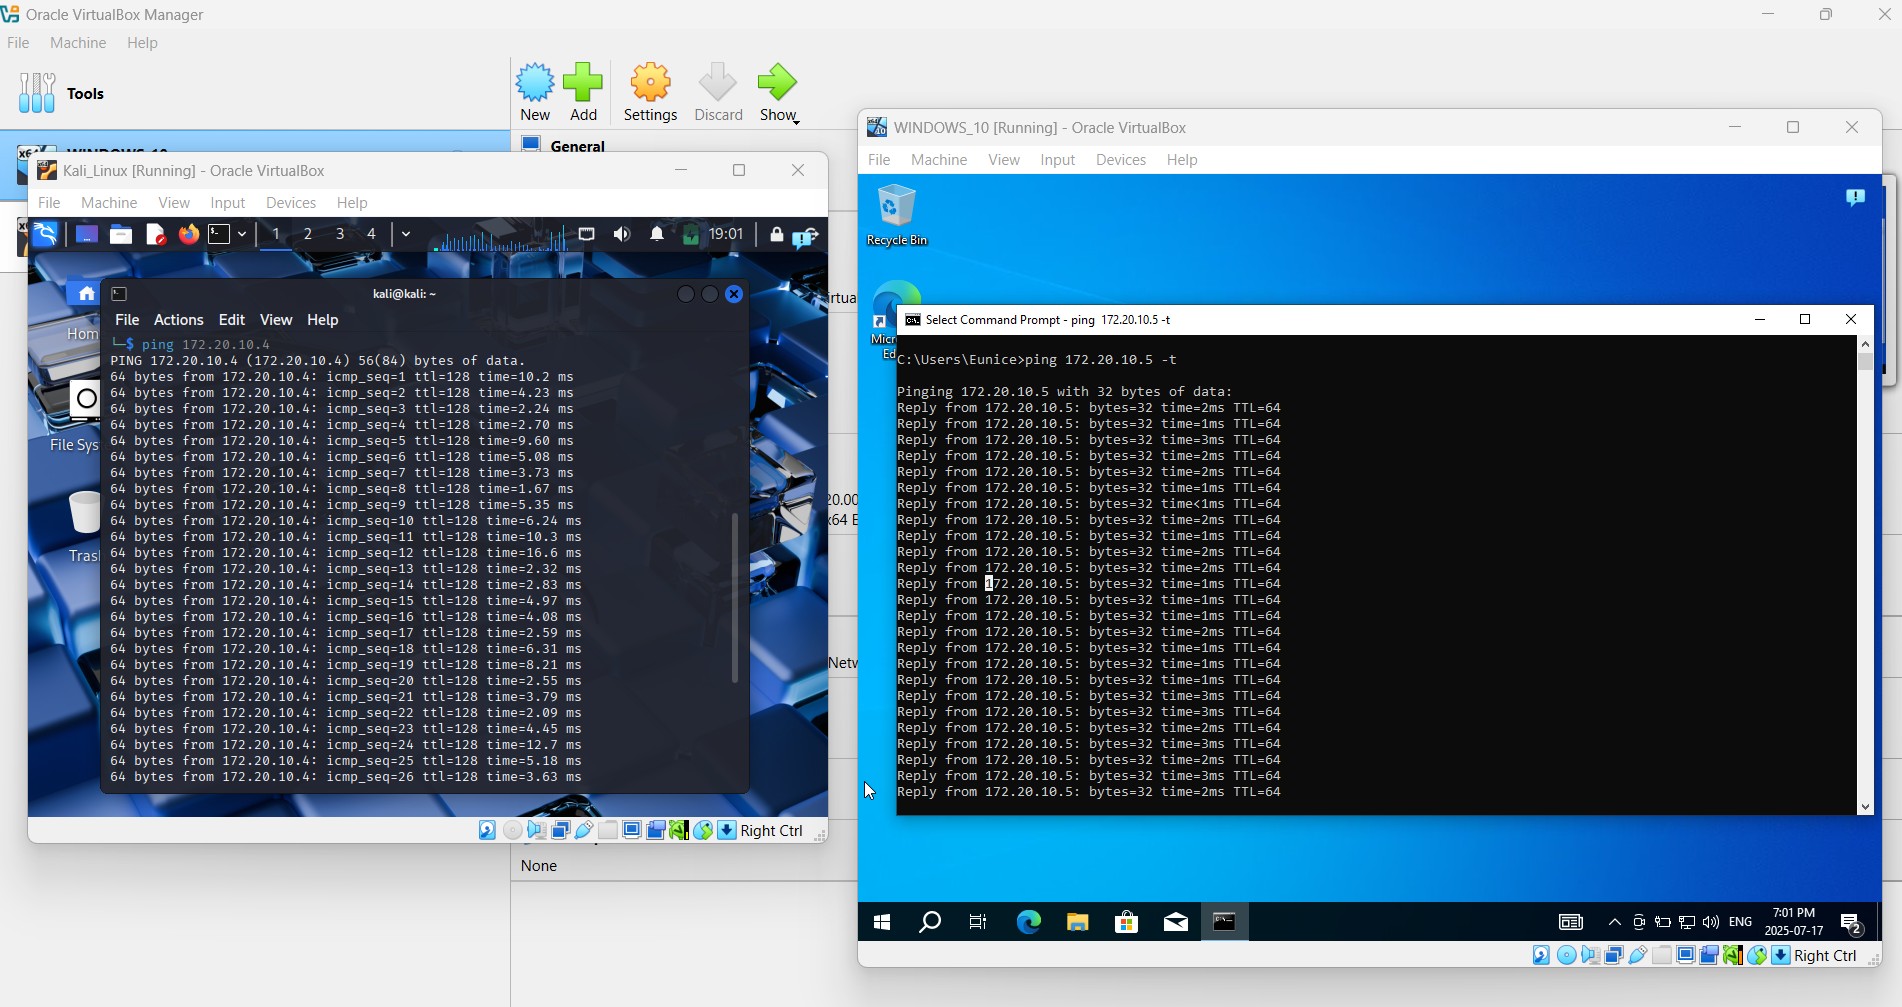 Oracle VirtualBox Manager
File Machine Help
Tools
New Add Settings Discard Show
General
Kali_Linux [Running] - Oracle VirtualBox
File Machine View Input Devices Help
1 2 3 4 19:01
Home
File Sys
Trash
kali@kali: ~
File Actions Edit View Help
└─$ ping 172.20.10.4
PING 172.20.10.4 (172.20.10.4) 56(84) bytes of data.
64 bytes from 172.20.10.4: icmp_seq=1 ttl=128 time=10.2 ms
64 bytes from 172.20.10.4: icmp_seq=2 ttl=128 time=4.23 ms
64 bytes from 172.20.10.4: icmp_seq=3 ttl=128 time=2.24 ms
64 bytes from 172.20.10.4: icmp_seq=4 ttl=128 time=2.70 ms
64 bytes from 172.20.10.4: icmp_seq=5 ttl=128 time=9.60 ms
64 bytes from 172.20.10.4: icmp_seq=6 ttl=128 time=5.08 ms
64 bytes from 172.20.10.4: icmp_seq=7 ttl=128 time=3.73 ms
64 bytes from 172.20.10.4: icmp_seq=8 ttl=128 time=1.67 ms
64 bytes from 172.20.10.4: icmp_seq=9 ttl=128 time=5.35 ms
64 bytes from 172.20.10.4: icmp_seq=10 ttl=128 time=6.24 ms
64 bytes from 172.20.10.4: icmp_seq=11 ttl=128 time=10.3 ms
64 bytes from 172.20.10.4: icmp_seq=12 ttl=128 time=16.6 ms
64 bytes from 172.20.10.4: icmp_seq=13 ttl=128 time=2.32 ms
64 bytes from 172.20.10.4: icmp_seq=14 ttl=128 time=2.83 ms
64 bytes from 172.20.10.4: icmp_seq=15 ttl=128 time=4.97 ms
64 bytes from 172.20.10.4: icmp_seq=16 ttl=128 time=4.08 ms
64 bytes from 172.20.10.4: icmp_seq=17 ttl=128 time=2.59 ms
64 bytes from 172.20.10.4: icmp_seq=18 ttl=128 time=6.31 ms
64 bytes from 172.20.10.4: icmp_seq=19 ttl=128 time=8.21 ms
64 bytes from 172.20.10.4: icmp_seq=20 ttl=128 time=2.55 ms
64 bytes from 172.20.10.4: icmp_seq=21 ttl=128 time=3.79 ms
64 bytes from 172.20.10.4: icmp_seq=22 ttl=128 time=2.09 ms
64 bytes from 172.20.10.4: icmp_seq=23 ttl=128 time=4.45 ms
64 bytes from 172.20.10.4: icmp_seq=24 ttl=128 time=12.7 ms
64 bytes from 172.20.10.4: icmp_seq=25 ttl=128 time=5.18 ms
64 bytes from 172.20.10.4: icmp_seq=26 ttl=128 time=3.63 ms
Right Ctrl
None
WINDOWS_10 [Running] - Oracle VirtualBox
File Machine View Input Devices Help
Recycle Bin
Select Command Prompt - ping 172.20.10.5 -t
C:\Users\Eunice>ping 172.20.10.5 -t
Pinging 172.20.10.5 with 32 bytes of data:
Reply from 172.20.10.5: bytes=32 time=2ms TTL=64
Reply from 172.20.10.5: bytes=32 time=1ms TTL=64
Reply from 172.20.10.5: bytes=32 time=3ms TTL=64
Reply from 172.20.10.5: bytes=32 time=2ms TTL=64
Reply from 172.20.10.5: bytes=32 time=2ms TTL=64
Reply from 172.20.10.5: bytes=32 time=1ms TTL=64
Reply from 172.20.10.5: bytes=32 time<1ms TTL=64
Reply from 172.20.10.5: bytes=32 time=2ms TTL=64
Reply from 172.20.10.5: bytes=32 time=1ms TTL=64
Reply from 172.20.10.5: bytes=32 time=2ms TTL=64
Reply from 172.20.10.5: bytes=32 time=2ms TTL=64
Reply from 172.20.10.5: bytes=32 time=1ms TTL=64
Reply from 172.20.10.5: bytes=32 time=1ms TTL=64
Reply from 172.20.10.5: bytes=32 time=1ms TTL=64
Reply from 172.20.10.5: bytes=32 time=2ms TTL=64
Reply from 172.20.10.5: bytes=32 time=1ms TTL=64
Reply from 172.20.10.5: bytes=32 time=1ms TTL=64
Reply from 172.20.10.5: bytes=32 time=1ms TTL=64
Reply from 172.20.10.5: bytes=32 time=3ms TTL=64
Reply from 172.20.10.5: bytes=32 time=3ms TTL=64
Reply from 172.20.10.5: bytes=32 time=2ms TTL=64
Reply from 172.20.10.5: bytes=32 time=3ms TTL=64
Reply from 172.20.10.5: bytes=32 time=2ms TTL=64
Reply from 172.20.10.5: bytes=32 time=3ms TTL=64
Reply from 172.20.10.5: bytes=32 time=2ms TTL=64
ENG
7:01 PM
2025-07-17
2
Right Ctrl